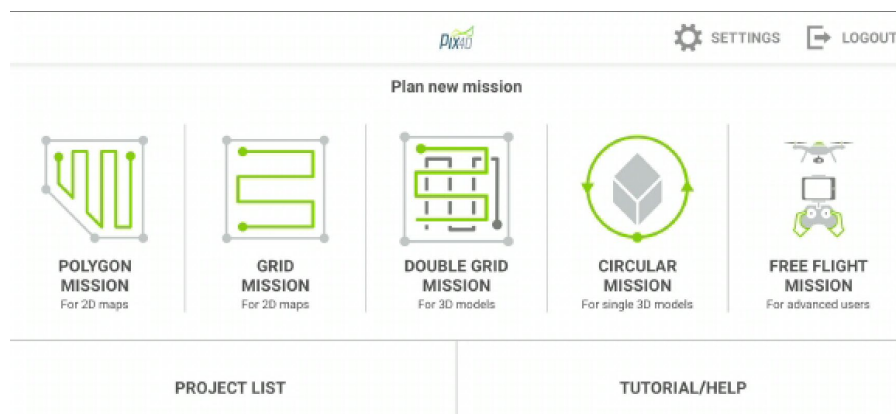 PIX4D
SETTINGS
LOGOUT
Plan new mission
POLYGON
MISSION
For 2D maps
GRID
MISSION
For 2D maps
DOUBLE GRID
MISSION
For 3D models
CIRCULAR
MISSION
For single 3D models
FREE FLIGHT
MISSION
For advanced users
PROJECT LIST
TUTORIAL/HELP